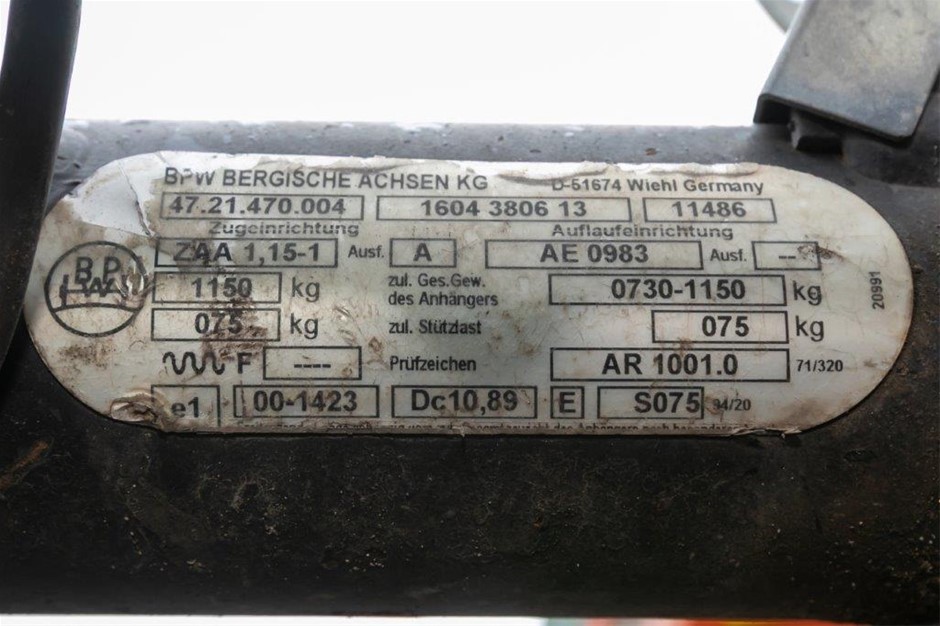 BPW BERGISCHE ACHSEN KG D-51674 Wiehl Germany
47.21.470.004 1604 3806 13 11486
Zugeinrichtung Auflaufeinrichtung
ZAA 1,15-1 Ausf. A AE 0983 Ausf. --
BPW
1150 kg zul. Ges.Gew. des Anhängers 0730-1150 kg
075 kg zul. Stützlast 075 kg
F ---- Prüfzeichen AR 1001.0 71/320
e1 00-1423 Dc10,89 E S075 94/20
20991